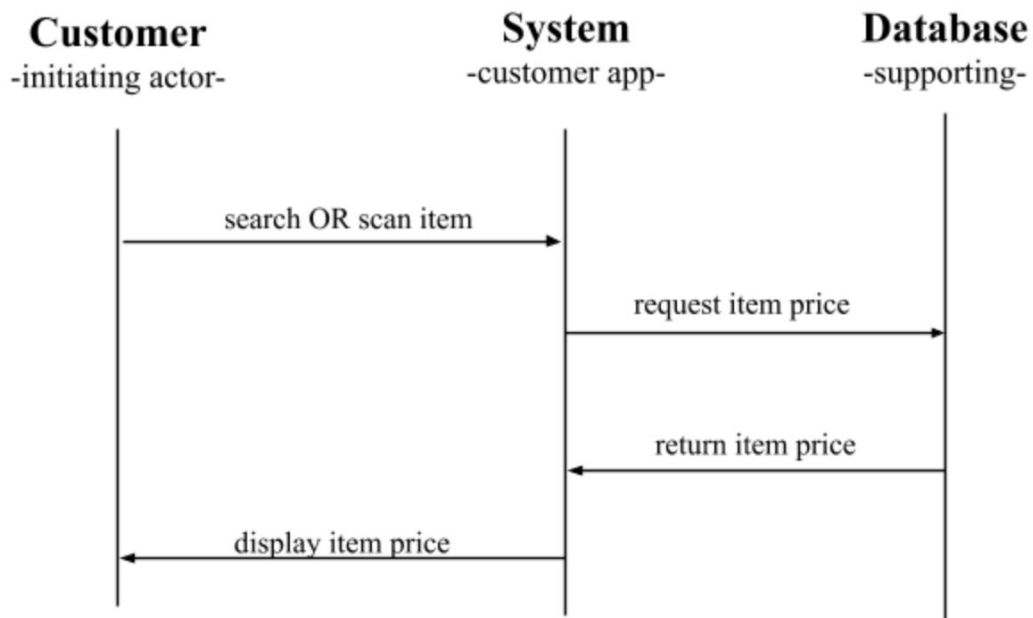 Customer
-initiating actor-
System
-customer app-
Database
-supporting-
search OR scan item
request item price
return item price
display item price